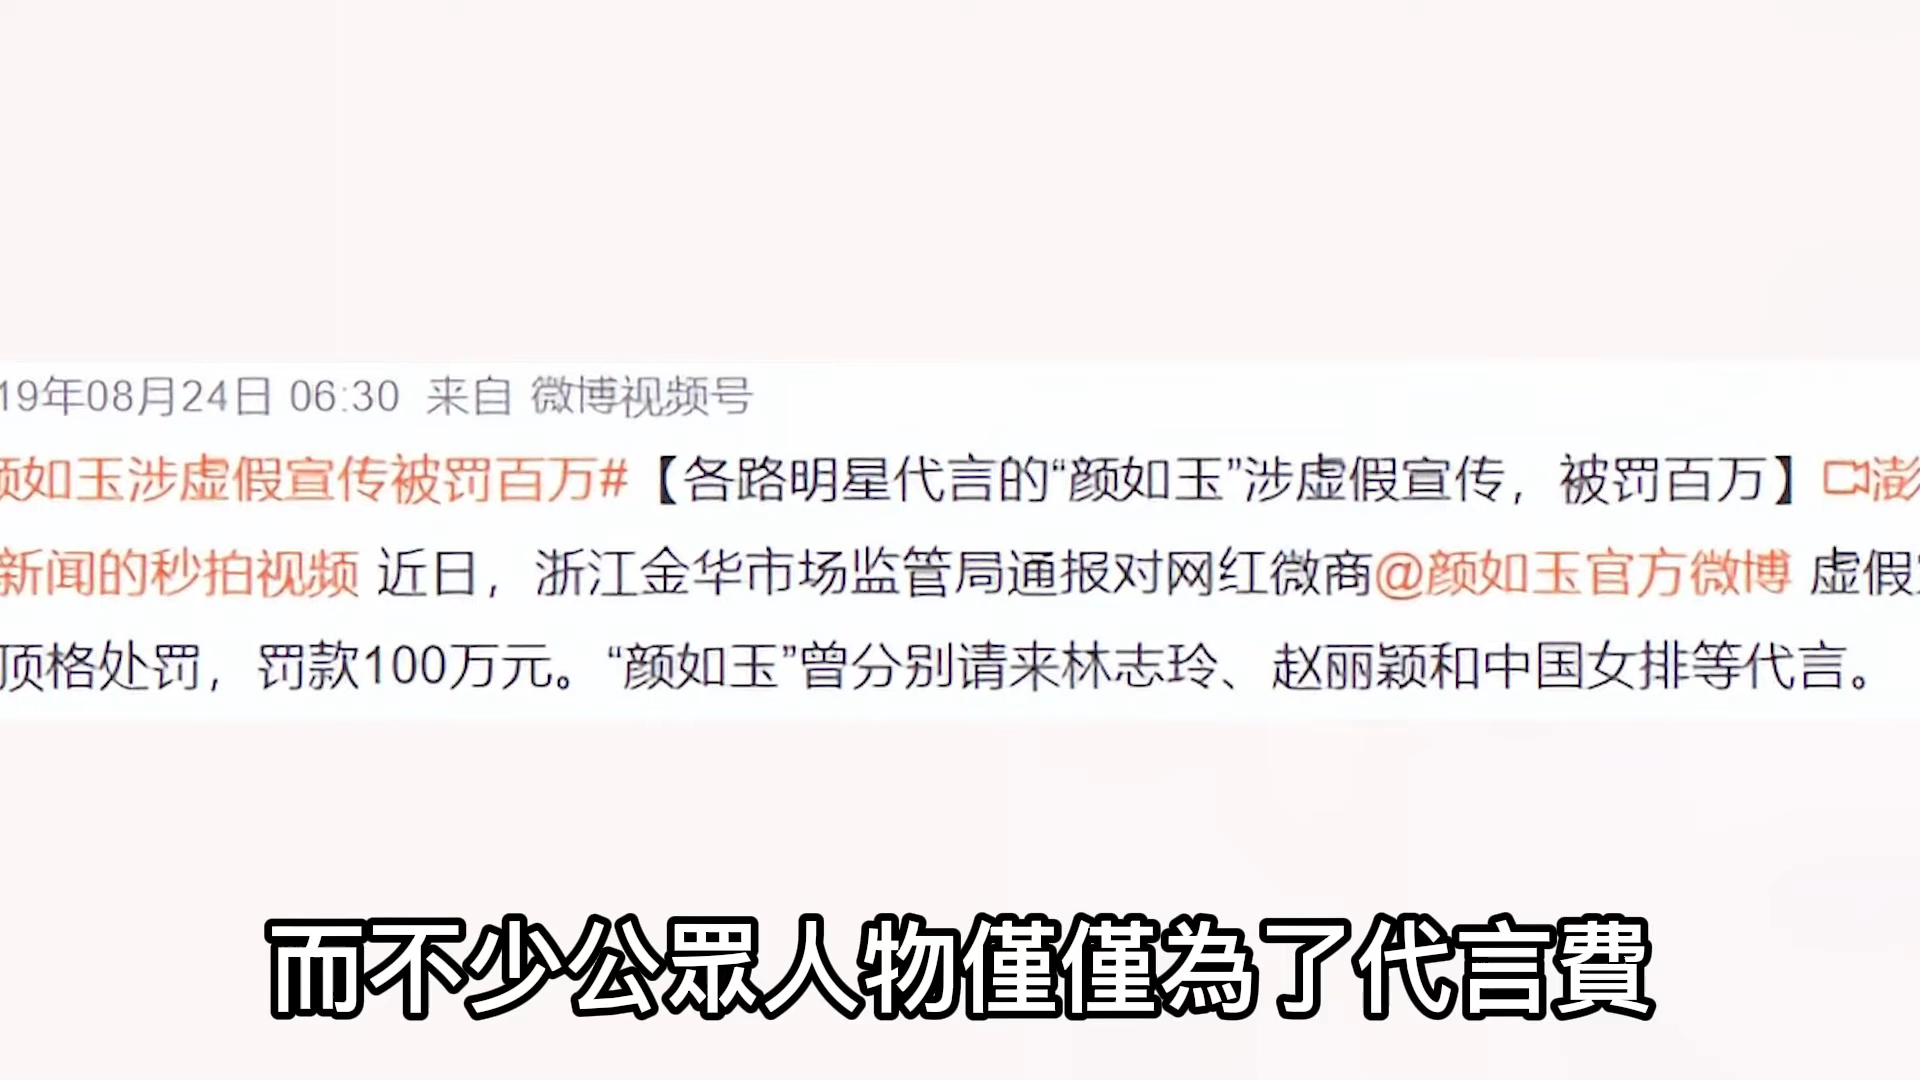 19年08月24日 06:30 来自 微博视频号
颜如玉涉虚假宣传被罚百万#【各路明星代言的“颜如玉”涉虚假宣传，被罚百万】澎
新闻的秒拍视频 近日，浙江金华市场监管局通报对网红微商@颜如玉官方微博 虚假
顶格处罚，罚款100万元。“颜如玉”曾分别请来林志玲、赵丽颖和中国女排等代言。
而不少公眾人物僅僅為了代言費